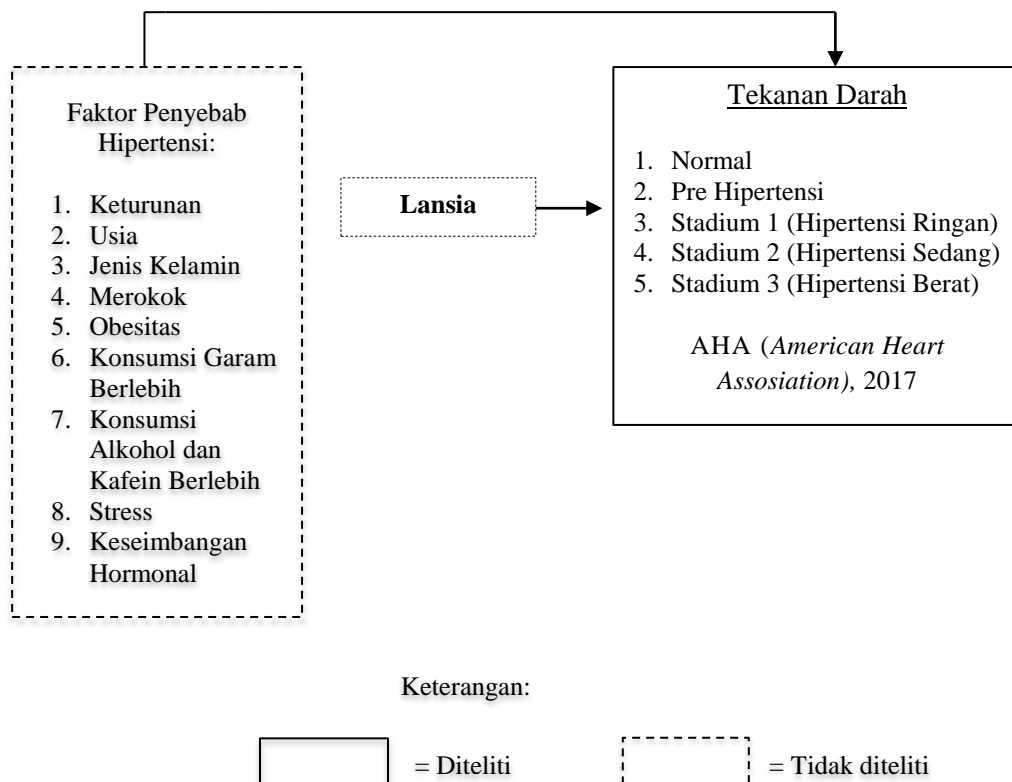 Faktor Penyebab
Hipertensi:
1. Keturunan
2. Usia
3. Jenis Kelamin
4. Merokok
5. Obesitas
6. Konsumsi Garam
Berlebih
7. Konsumsi
Alkohol dan
Kafein Berlebih
8. Stress
9. Keseimbangan
Hormonal
Lansia
Tekanan Darah
1. Normal
2. Pre Hipertensi
3. Stadium 1 (Hipertensi Ringan)
4. Stadium 2 (Hipertensi Sedang)
5. Stadium 3 (Hipertensi Berat)
AHA (American Heart
Assosiation), 2017
Keterangan:
= Diteliti
= Tidak diteliti